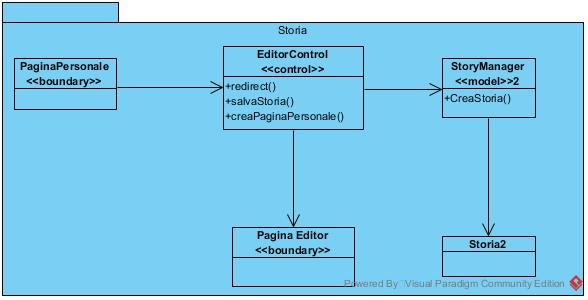 Storia
PaginaPersonale
<<boundary>>
EditorControl
<<control>>
+redirect()
+salvaStoria()
+creaPaginaPersonale()
StoryManager
<<model>>2
+CreaStoria()
Pagina Editor
<<boundary>>
Storia2
Powered By Visual Paradigm Community Edition